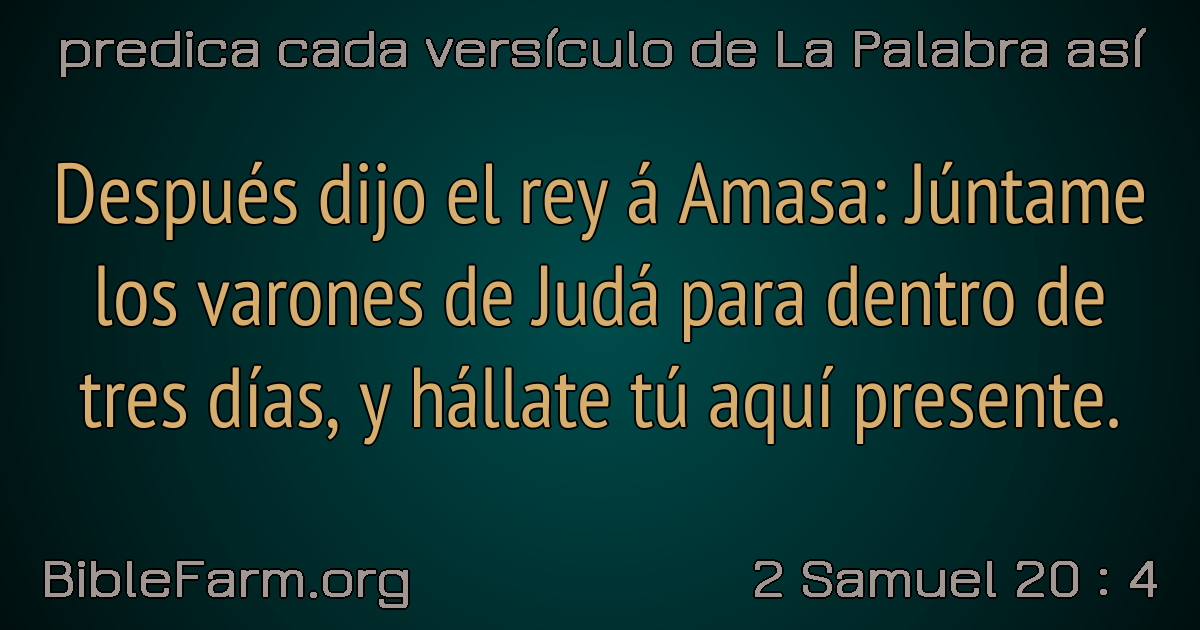 predica cada versículo de La Palabra así
Después dijo el rey á Amasa: Júntame
los varones de Judá para dentro de
tres días, y hállate tú aquí presente.
BibleFarm.org
2 Samuel 20 : 4